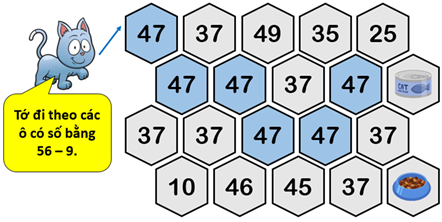 47 37 49 35 25
47 47 37 47 CAT
37 37 47 47 37
10 46 45 37
Tớ đi theo các
ô có số bằng
56 – 9.